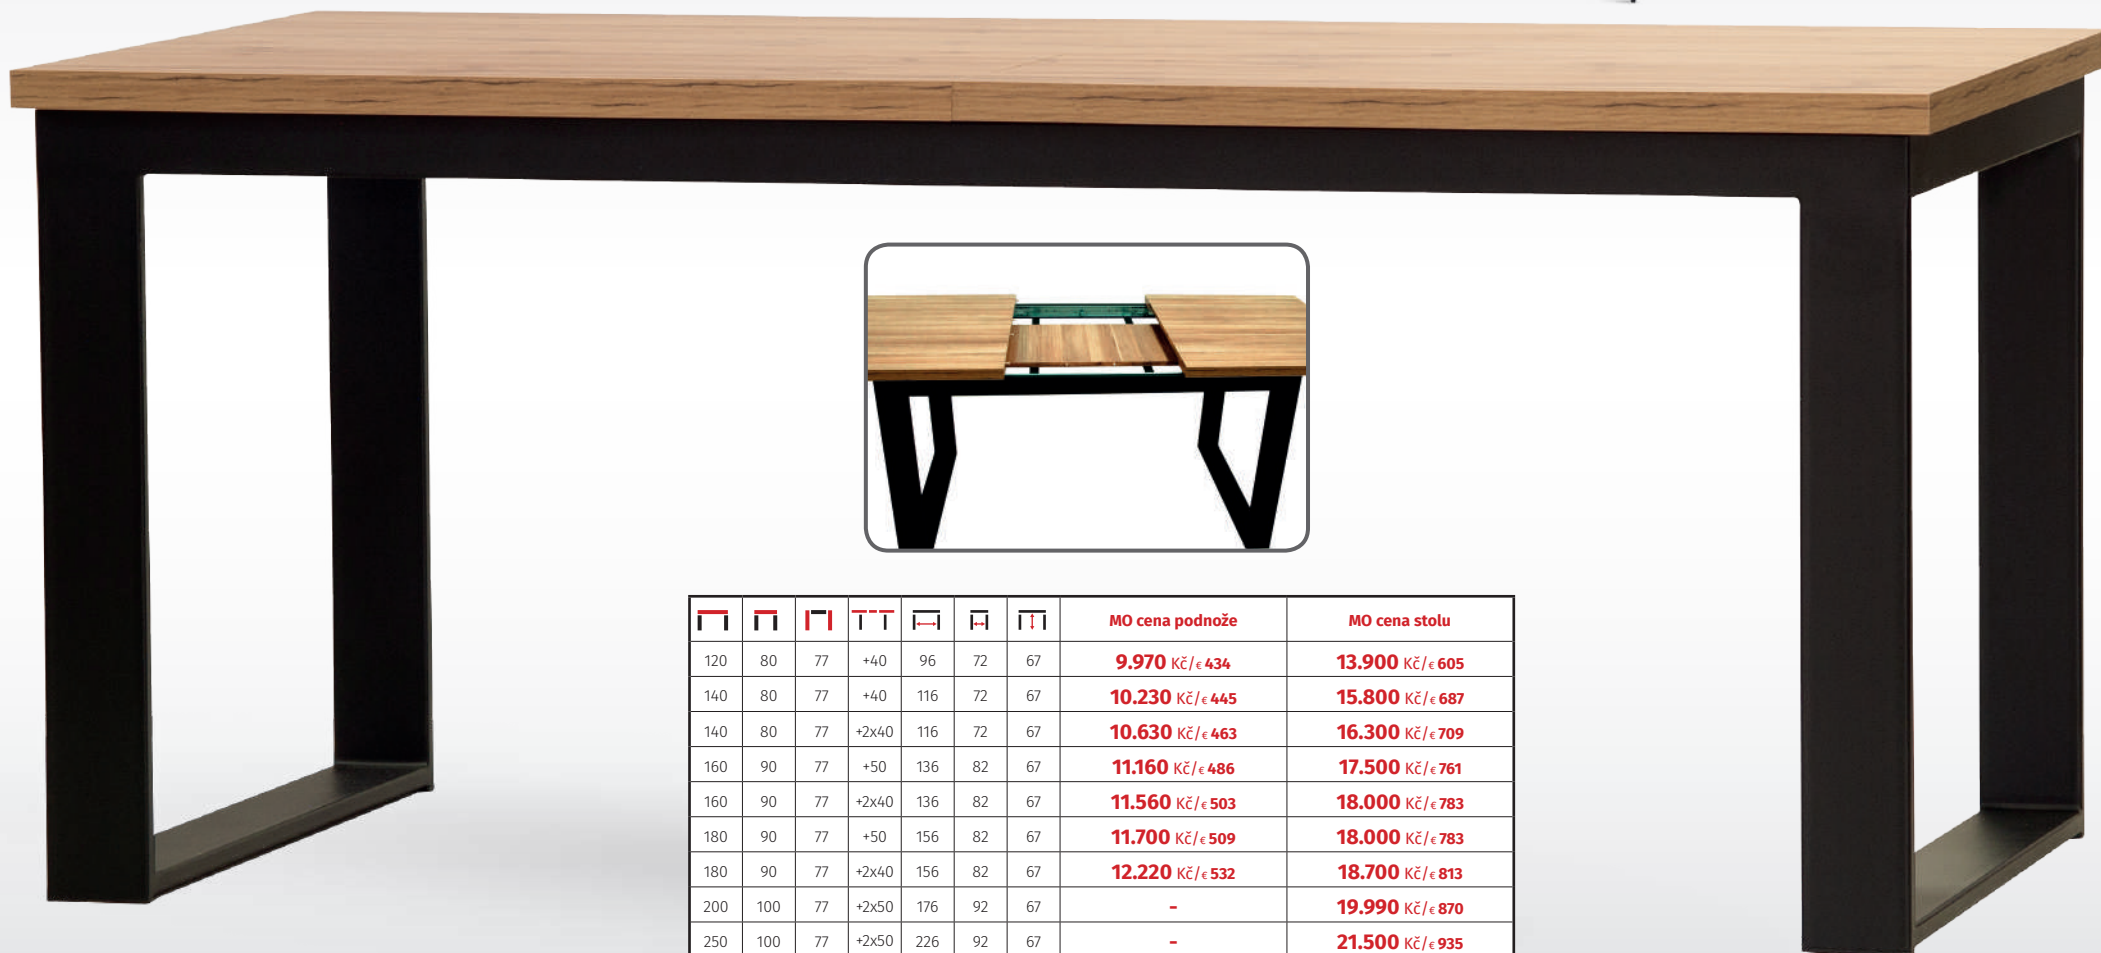 MO cena podnože MO cena stolu
120 80 77 +40 96 72 67 9.970 Kč/€ 434 13.900 Kč/€ 605
140 80 77 +40 116 72 67 10.230 Kč/€ 445 15.800 Kč/€ 687
140 80 77 +2x40 116 72 67 10.630 Kč/€ 463 16.300 Kč/€ 709
160 90 77 +50 136 82 67 11.160 Kč/€ 486 17.500 Kč/€ 761
160 90 77 +2x40 136 82 67 11.560 Kč/€ 503 18.000 Kč/€ 783
180 90 77 +50 156 82 67 11.700 Kč/€ 509 18.000 Kč/€ 783
180 90 77 +2x40 156 82 67 12.220 Kč/€ 532 18.700 Kč/€ 813
200 100 77 +2x50 176 92 67 - 19.990 Kč/€ 870
250 100 77 +2x50 226 92 67 - 21.500 Kč/€ 935